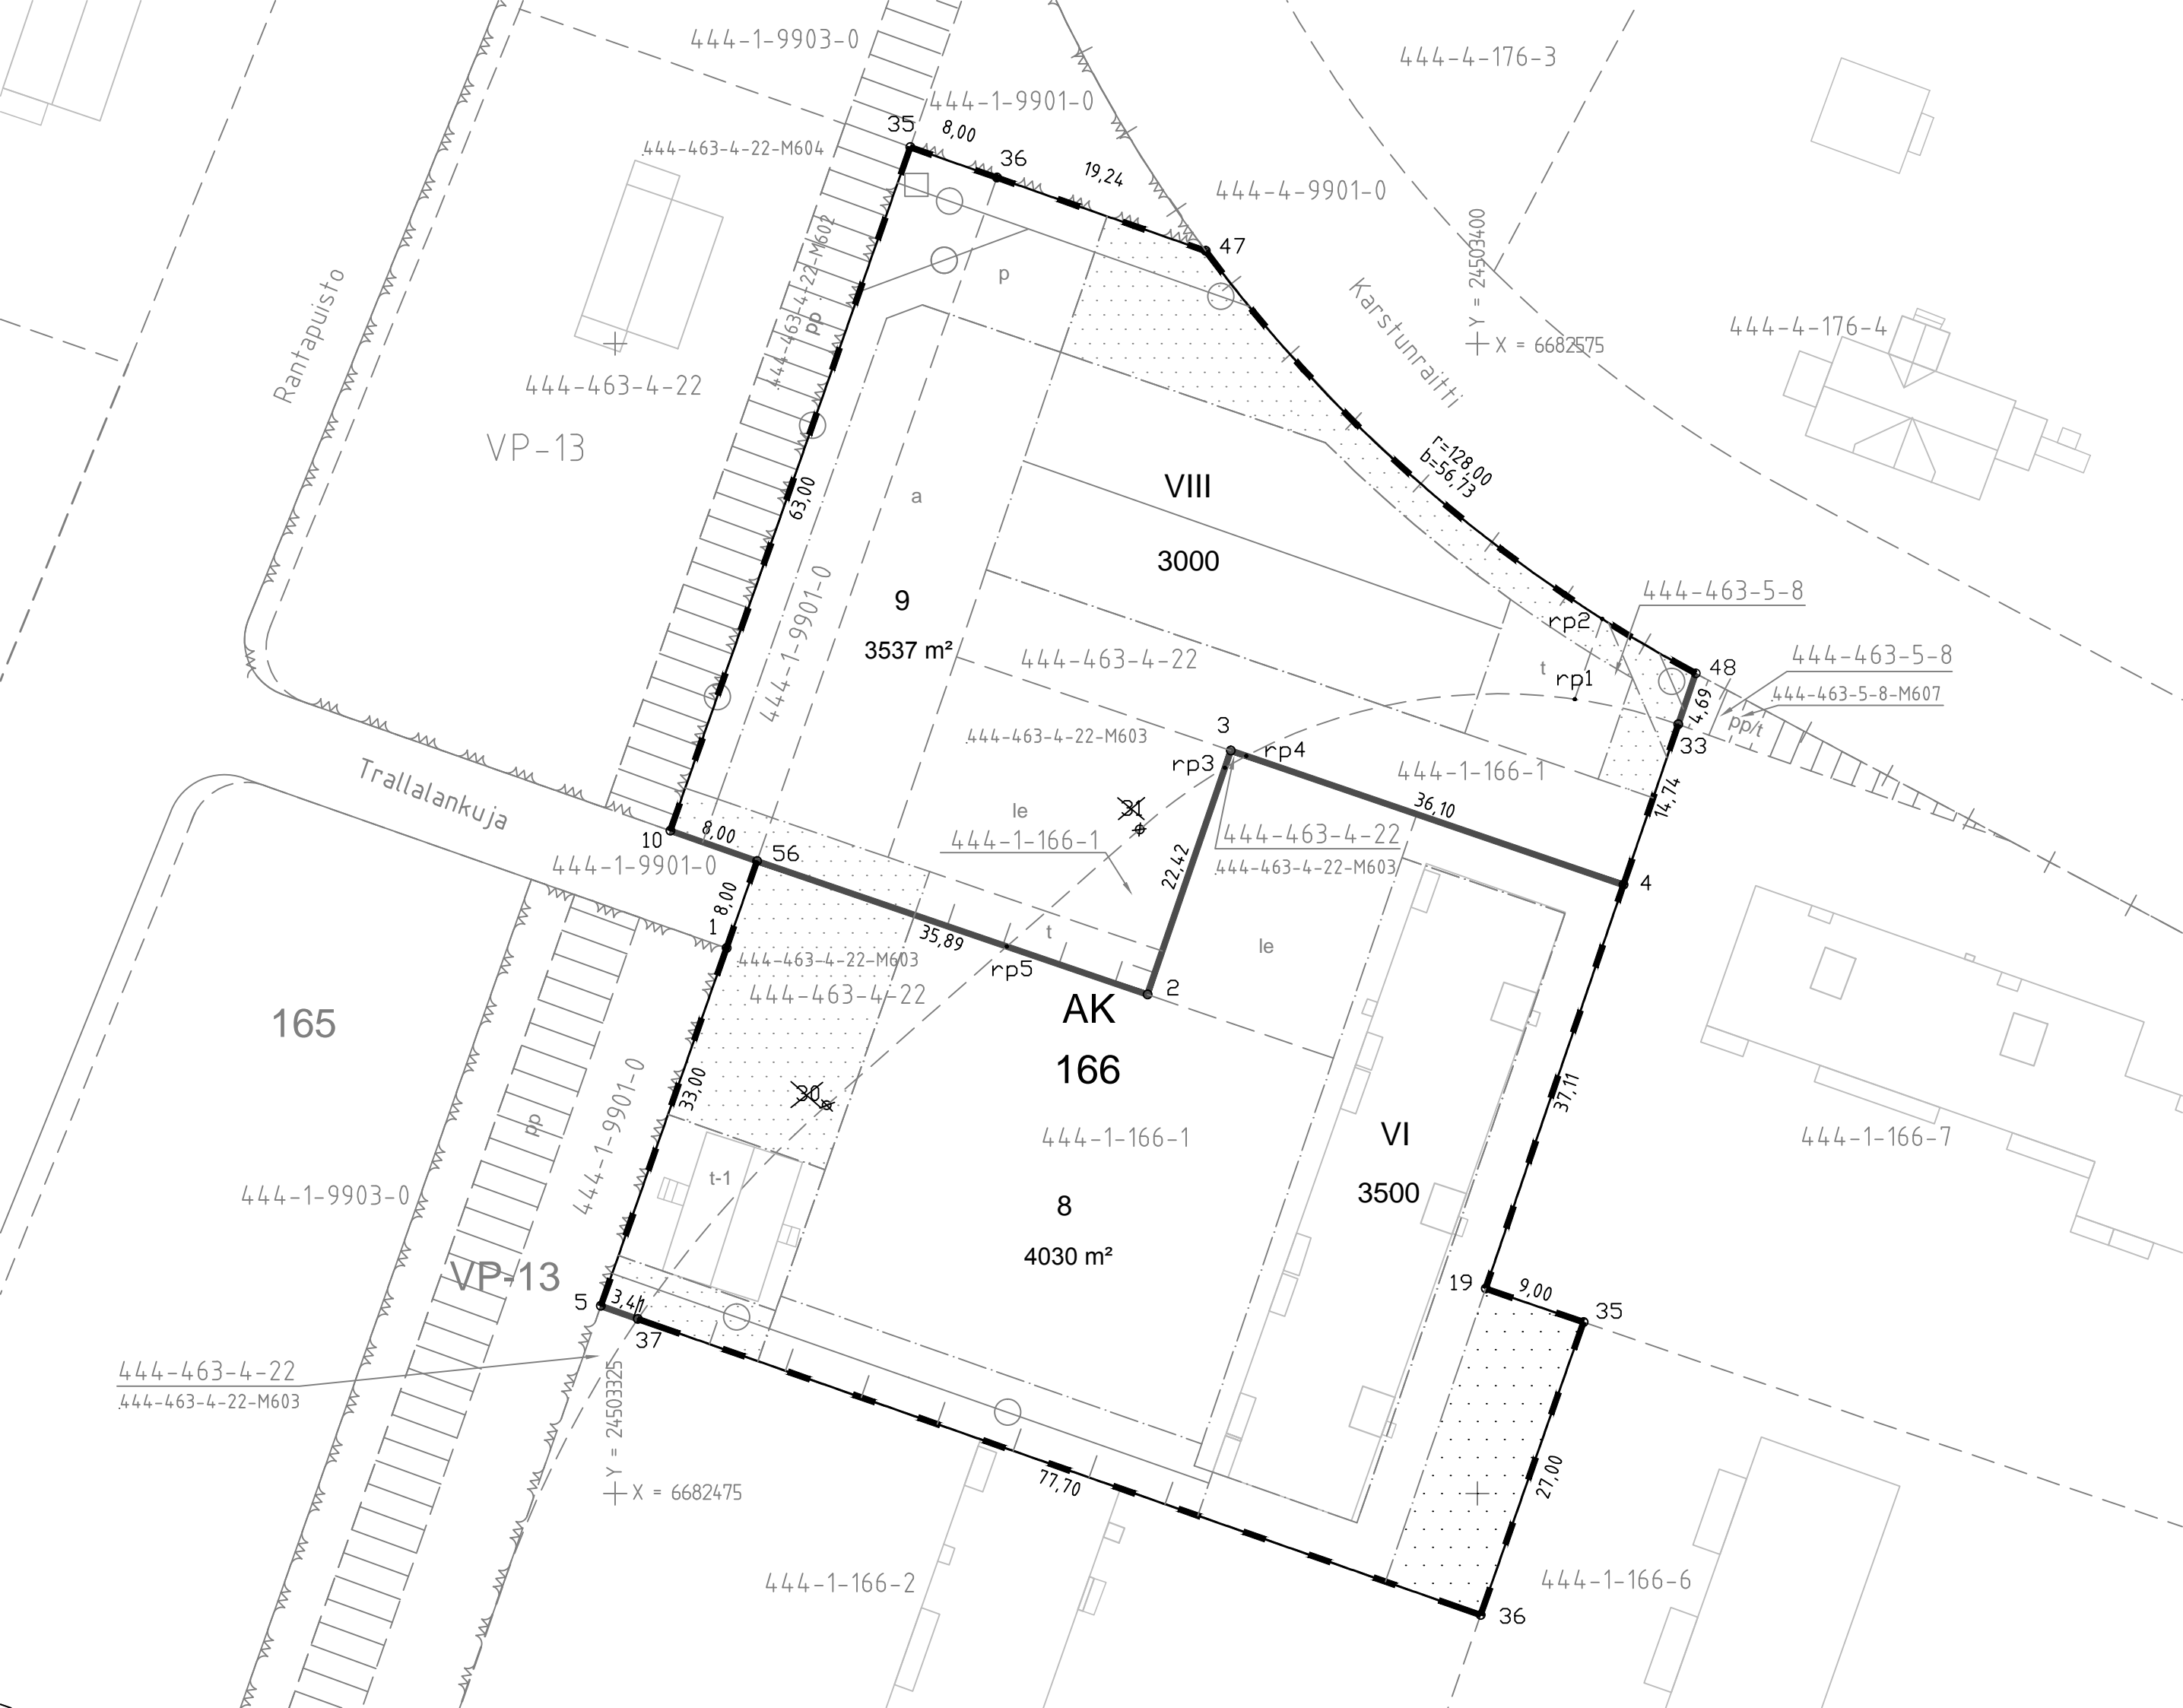 444-1-9903-0
444-4-176-3
444-1-9901-0
35
8,00
36
444-463-4-22-M604
19,24
444-4-9901-0
47
Y = 24503400
X = 6682575
p
Rantapuisto
444-463-4-22-M602
pp
Karstunraitti
444-4-176-4
444-463-4-22
VP-13
r=128,00
b=56,73
VIII
3000
63,00
a
444-1-9901-0
9
3537 m²
444-463-5-8
rp2
444-463-4-22
t
rp1
48
444-463-5-8
444-463-5-8-M607
4,69
pp/t
33
3
444-463-4-22-M603
rp3
rp4
444-1-166-1
Trallalankuja
14,74
36,10
le
31
10
8,00
444-1-166-1
444-463-4-22
444-463-4-22-M603
444-1-9901-0
56
22,42
4
8,00
1
35,89
t
le
444-463-4-22-M603
rp5
444-463-4-22
2
AK
166
165
33,00
30
37,11
444-1-9901-0
pp
444-1-166-1
VI
3500
444-1-166-7
t-1
444-1-9903-0
8
4030 m²
VP-13
5
3,41
37
19
9,00
35
444-463-4-22
444-463-4-22-M603
Y = 24503325
X = 6682475
77,70
27,00
444-1-166-2
444-1-166-6
36